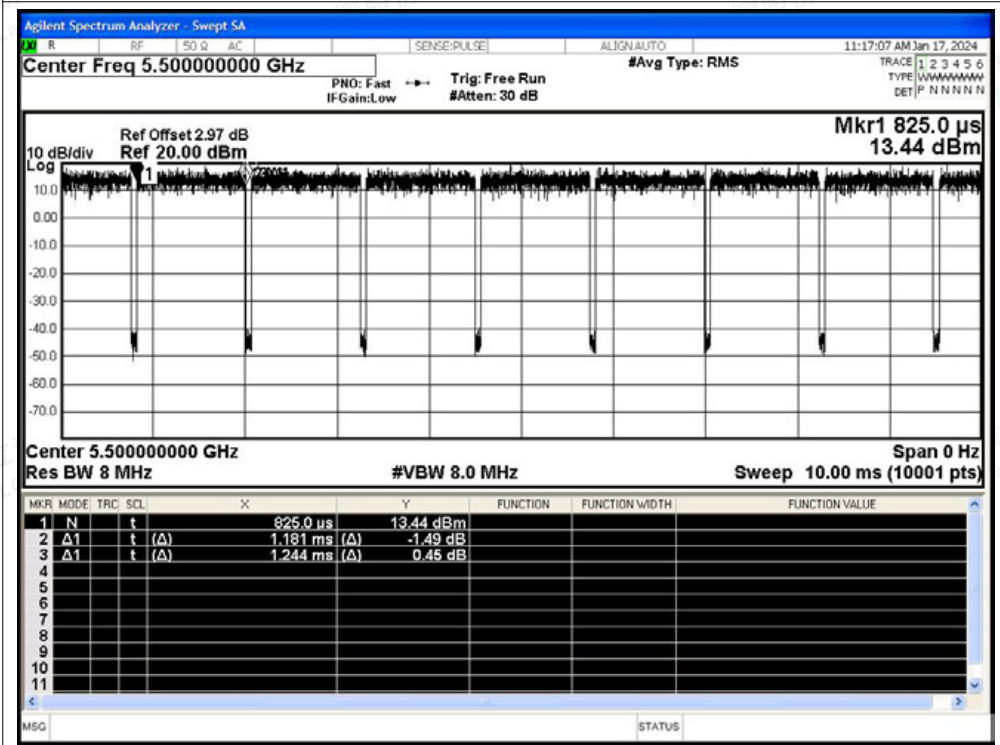 Agilent Spectrum Analyzer - Swept SA
LXI R RF 50 Ω AC SENSE:PULSE ALIGN AUTO 11:17:07 AM Jan 17, 2024
Center Freq 5.500000000 GHz #Avg Type: RMS TRACE 1 2 3 4 5 6
PNO: Fast Trig: Free Run TYPE WWWWWW
IFGain:Low #Atten: 30 dB DET P N N N N N
Ref Offset 2.97 dB Mkr1 825.0 µs
10 dB/div Ref 20.00 dBm 13.44 dBm
Log
1
10.0
0.00
-10.0
-20.0
-30.0
-40.0
-50.0
-60.0
-70.0
Center 5.500000000 GHz Span 0 Hz
Res BW 8 MHz #VBW 8.0 MHz Sweep 10.00 ms (10001 pts)
MKR MODE TRC SCL X Y FUNCTION FUNCTION WIDTH FUNCTION VALUE
1 N t 825.0 µs 13.44 dBm
2 Δ1 t (Δ) 1.181 ms (Δ) -1.49 dB
3 Δ1 t (Δ) 1.244 ms (Δ) 0.45 dB
4
5
6
7
8
9
10
11
MSG STATUS